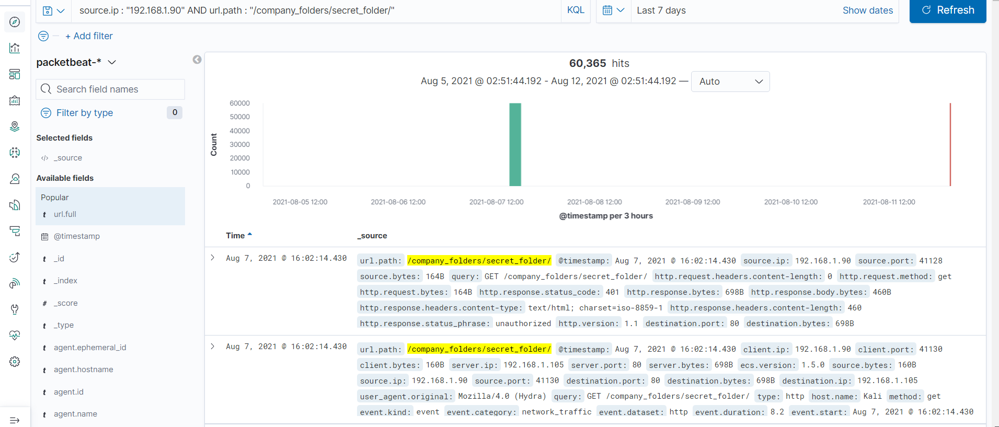 source.ip : "192.168.1.90" AND url.path : "/company_folders/secret_folder/"
KQL
Last 7 days
Show dates
Refresh
+ Add filter
packetbeat-*
Search field names
Filter by type 0
Selected fields
</> _source
Available fields
Popular
t url.full
@timestamp
t _id
t _index
# _score
t _type
t agent.ephemeral_id
t agent.hostname
t agent.id
t agent.name
60,365 hits
Aug 5, 2021 @ 02:51:44.192 - Aug 12, 2021 @ 02:51:44.192 — Auto
Count
60000
50000
40000
30000
20000
10000
0
2021-08-05 12:00 2021-08-06 12:00 2021-08-07 12:00 2021-08-08 12:00 2021-08-09 12:00 2021-08-10 12:00 2021-08-11 12:00
@timestamp per 3 hours
Time _source
Aug 7, 2021 @ 16:02:14.430
url.path: /company_folders/secret_folder/ @timestamp: Aug 7, 2021 @ 16:02:14.430 source.ip: 192.168.1.90 source.port: 41128
source.bytes: 164B query: GET /company_folders/secret_folder/ http.request.headers.content-length: 0 http.request.method: get
http.request.bytes: 164B http.response.status_code: 401 http.response.bytes: 698B http.response.body.bytes: 460B
http.response.headers.content-type: text/html; charset=iso-8859-1 http.response.headers.content-length: 460
http.response.status_phrase: unauthorized http.version: 1.1 destination.port: 80 destination.bytes: 698B
Aug 7, 2021 @ 16:02:14.430
url.path: /company_folders/secret_folder/ @timestamp: Aug 7, 2021 @ 16:02:14.430 client.ip: 192.168.1.90 client.port: 41130
client.bytes: 160B server.ip: 192.168.1.105 server.port: 80 server.bytes: 698B ecs.version: 1.5.0 source.bytes: 160B
source.ip: 192.168.1.90 source.port: 41130 destination.port: 80 destination.bytes: 698B destination.ip: 192.168.1.105
user_agent.original: Mozilla/4.0 (Hydra) query: GET /company_folders/secret_folder/ type: http host.name: Kali method: get
event.kind: event event.category: network_traffic event.dataset: http event.duration: 8.2 event.start: Aug 7, 2021 @ 16:02:14.430